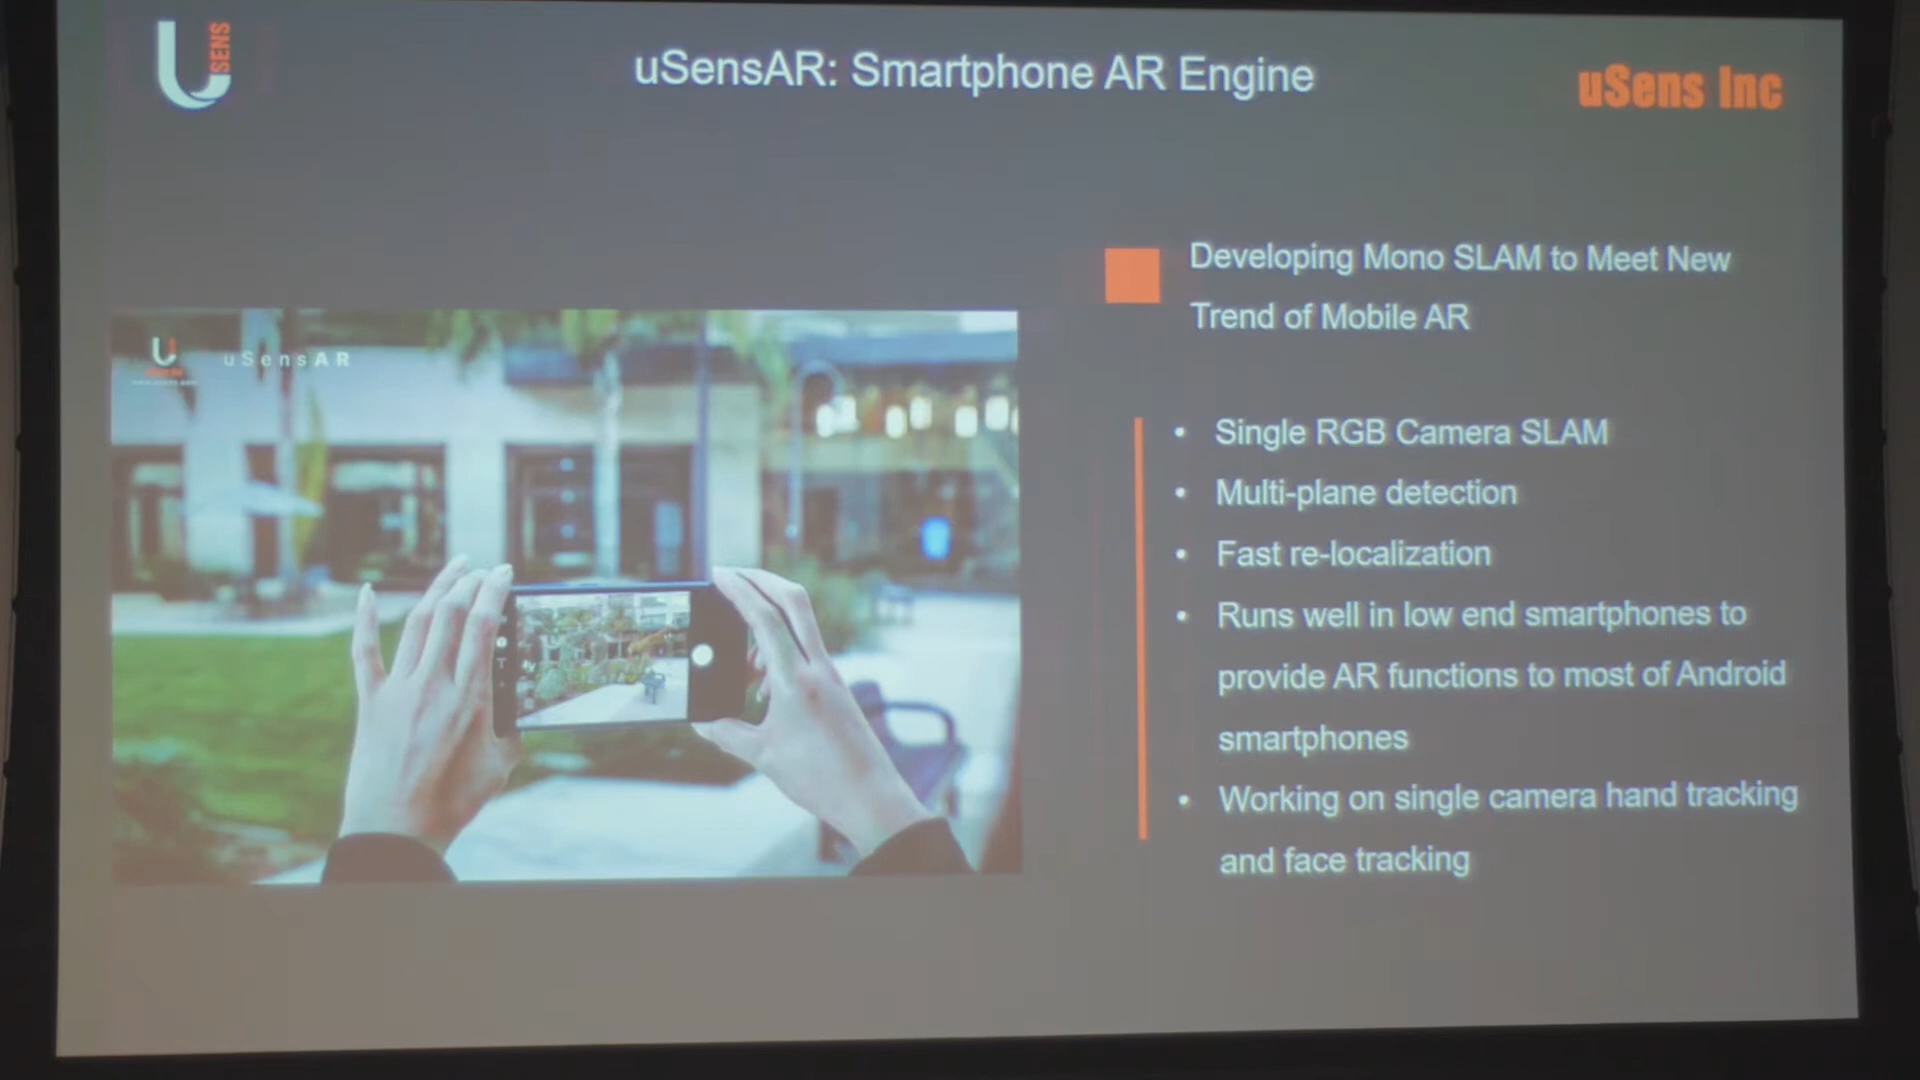 U
SENS
uSensAR: Smartphone AR Engine
uSens Inc
Developing Mono SLAM to Meet New
Trend of Mobile AR
• Single RGB Camera SLAM
• Multi-plane detection
• Fast re-localization
• Runs well in low end smartphones to
provide AR functions to most of Android
smartphones
• Working on single camera hand tracking
and face tracking
U
uSensAR